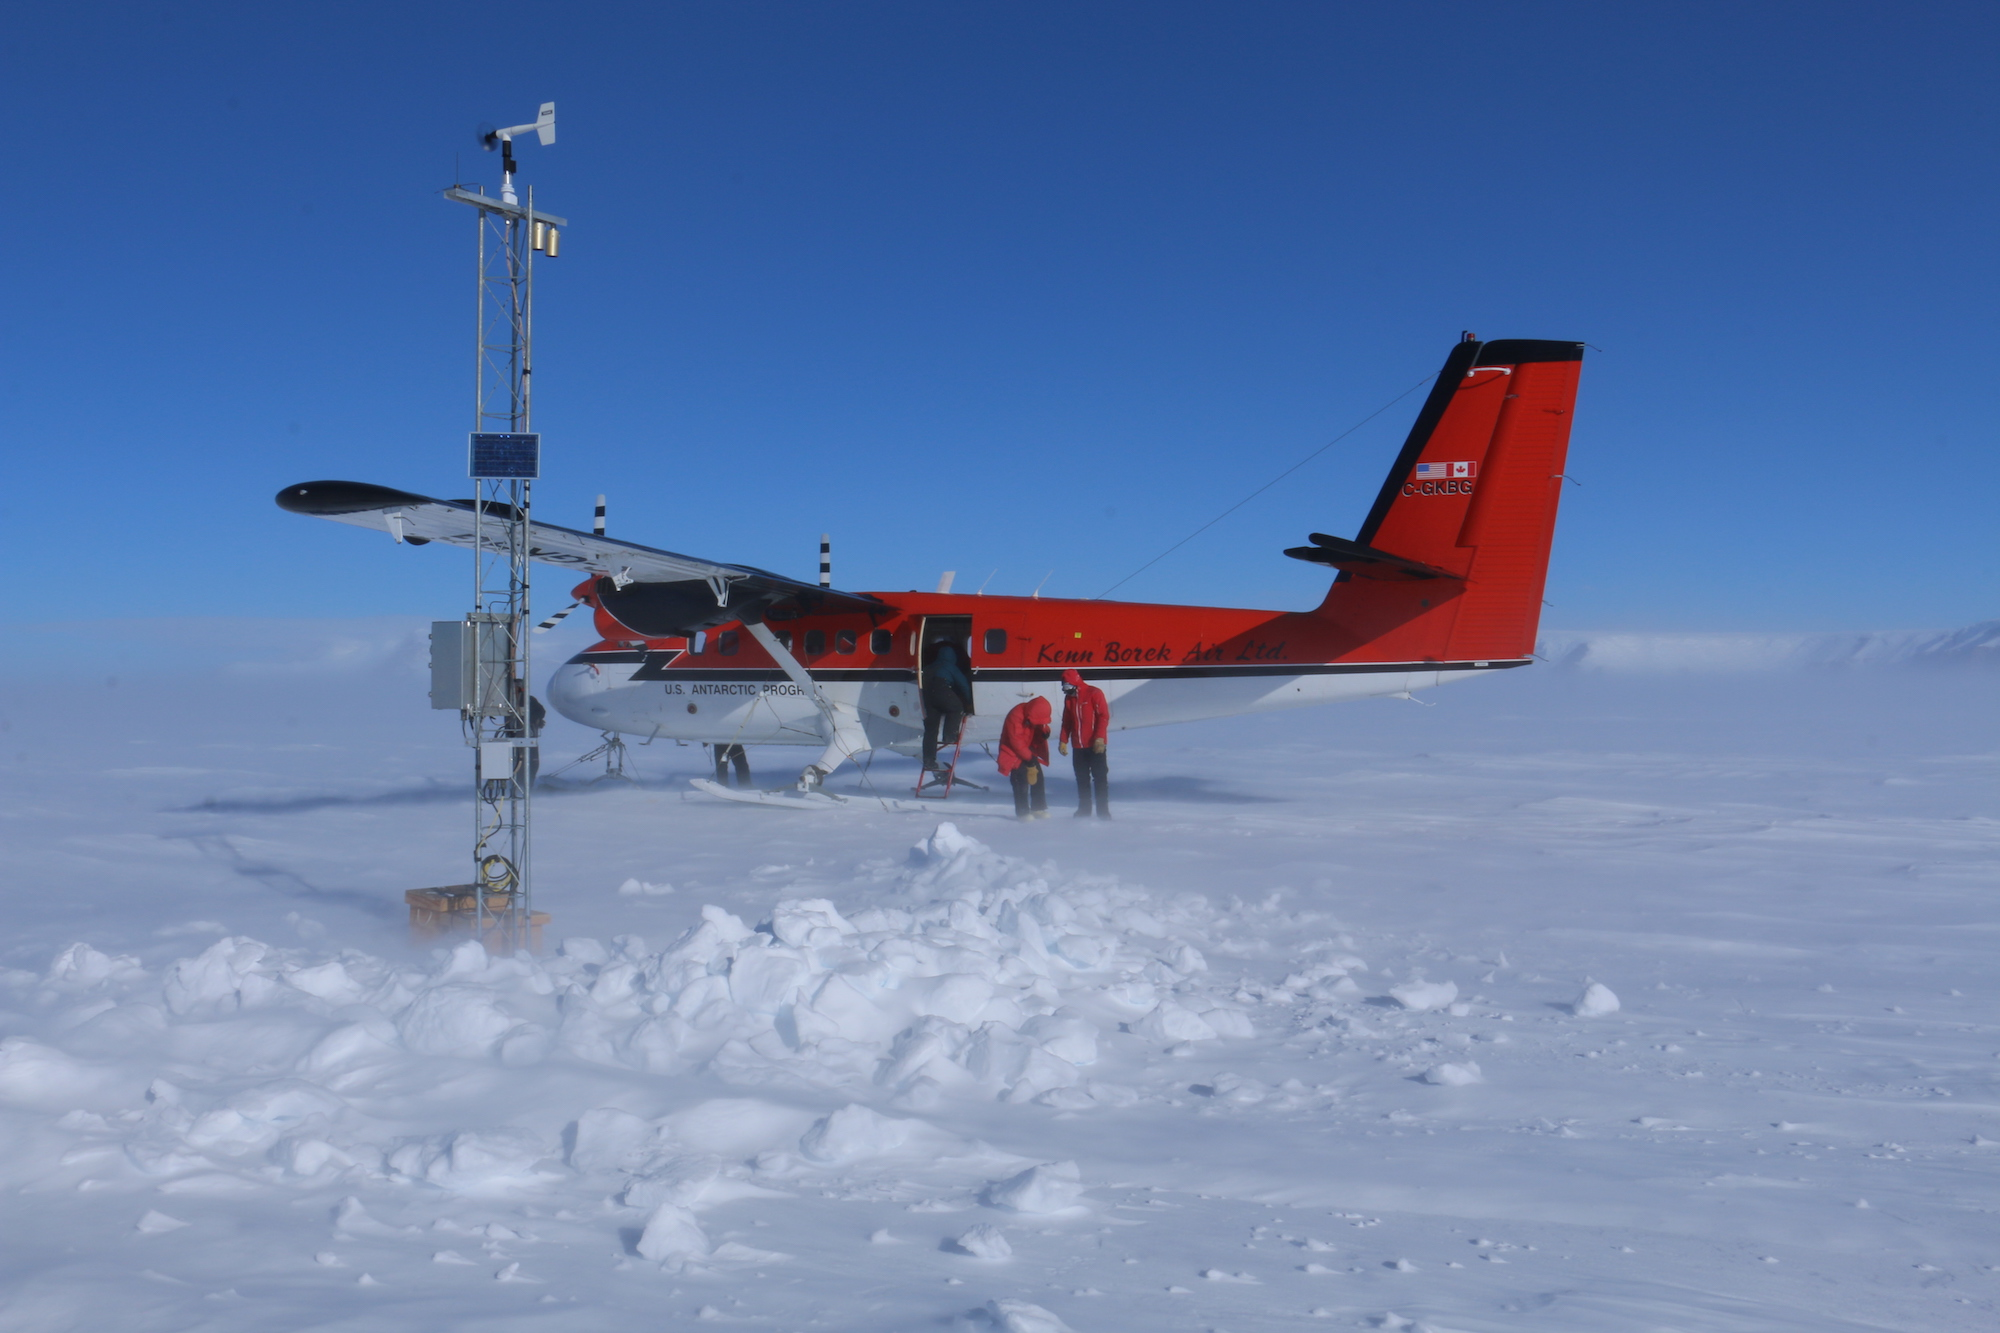 C-GKBG
Kenn Borek Air Ltd.
U.S. ANTARCTIC PROGR